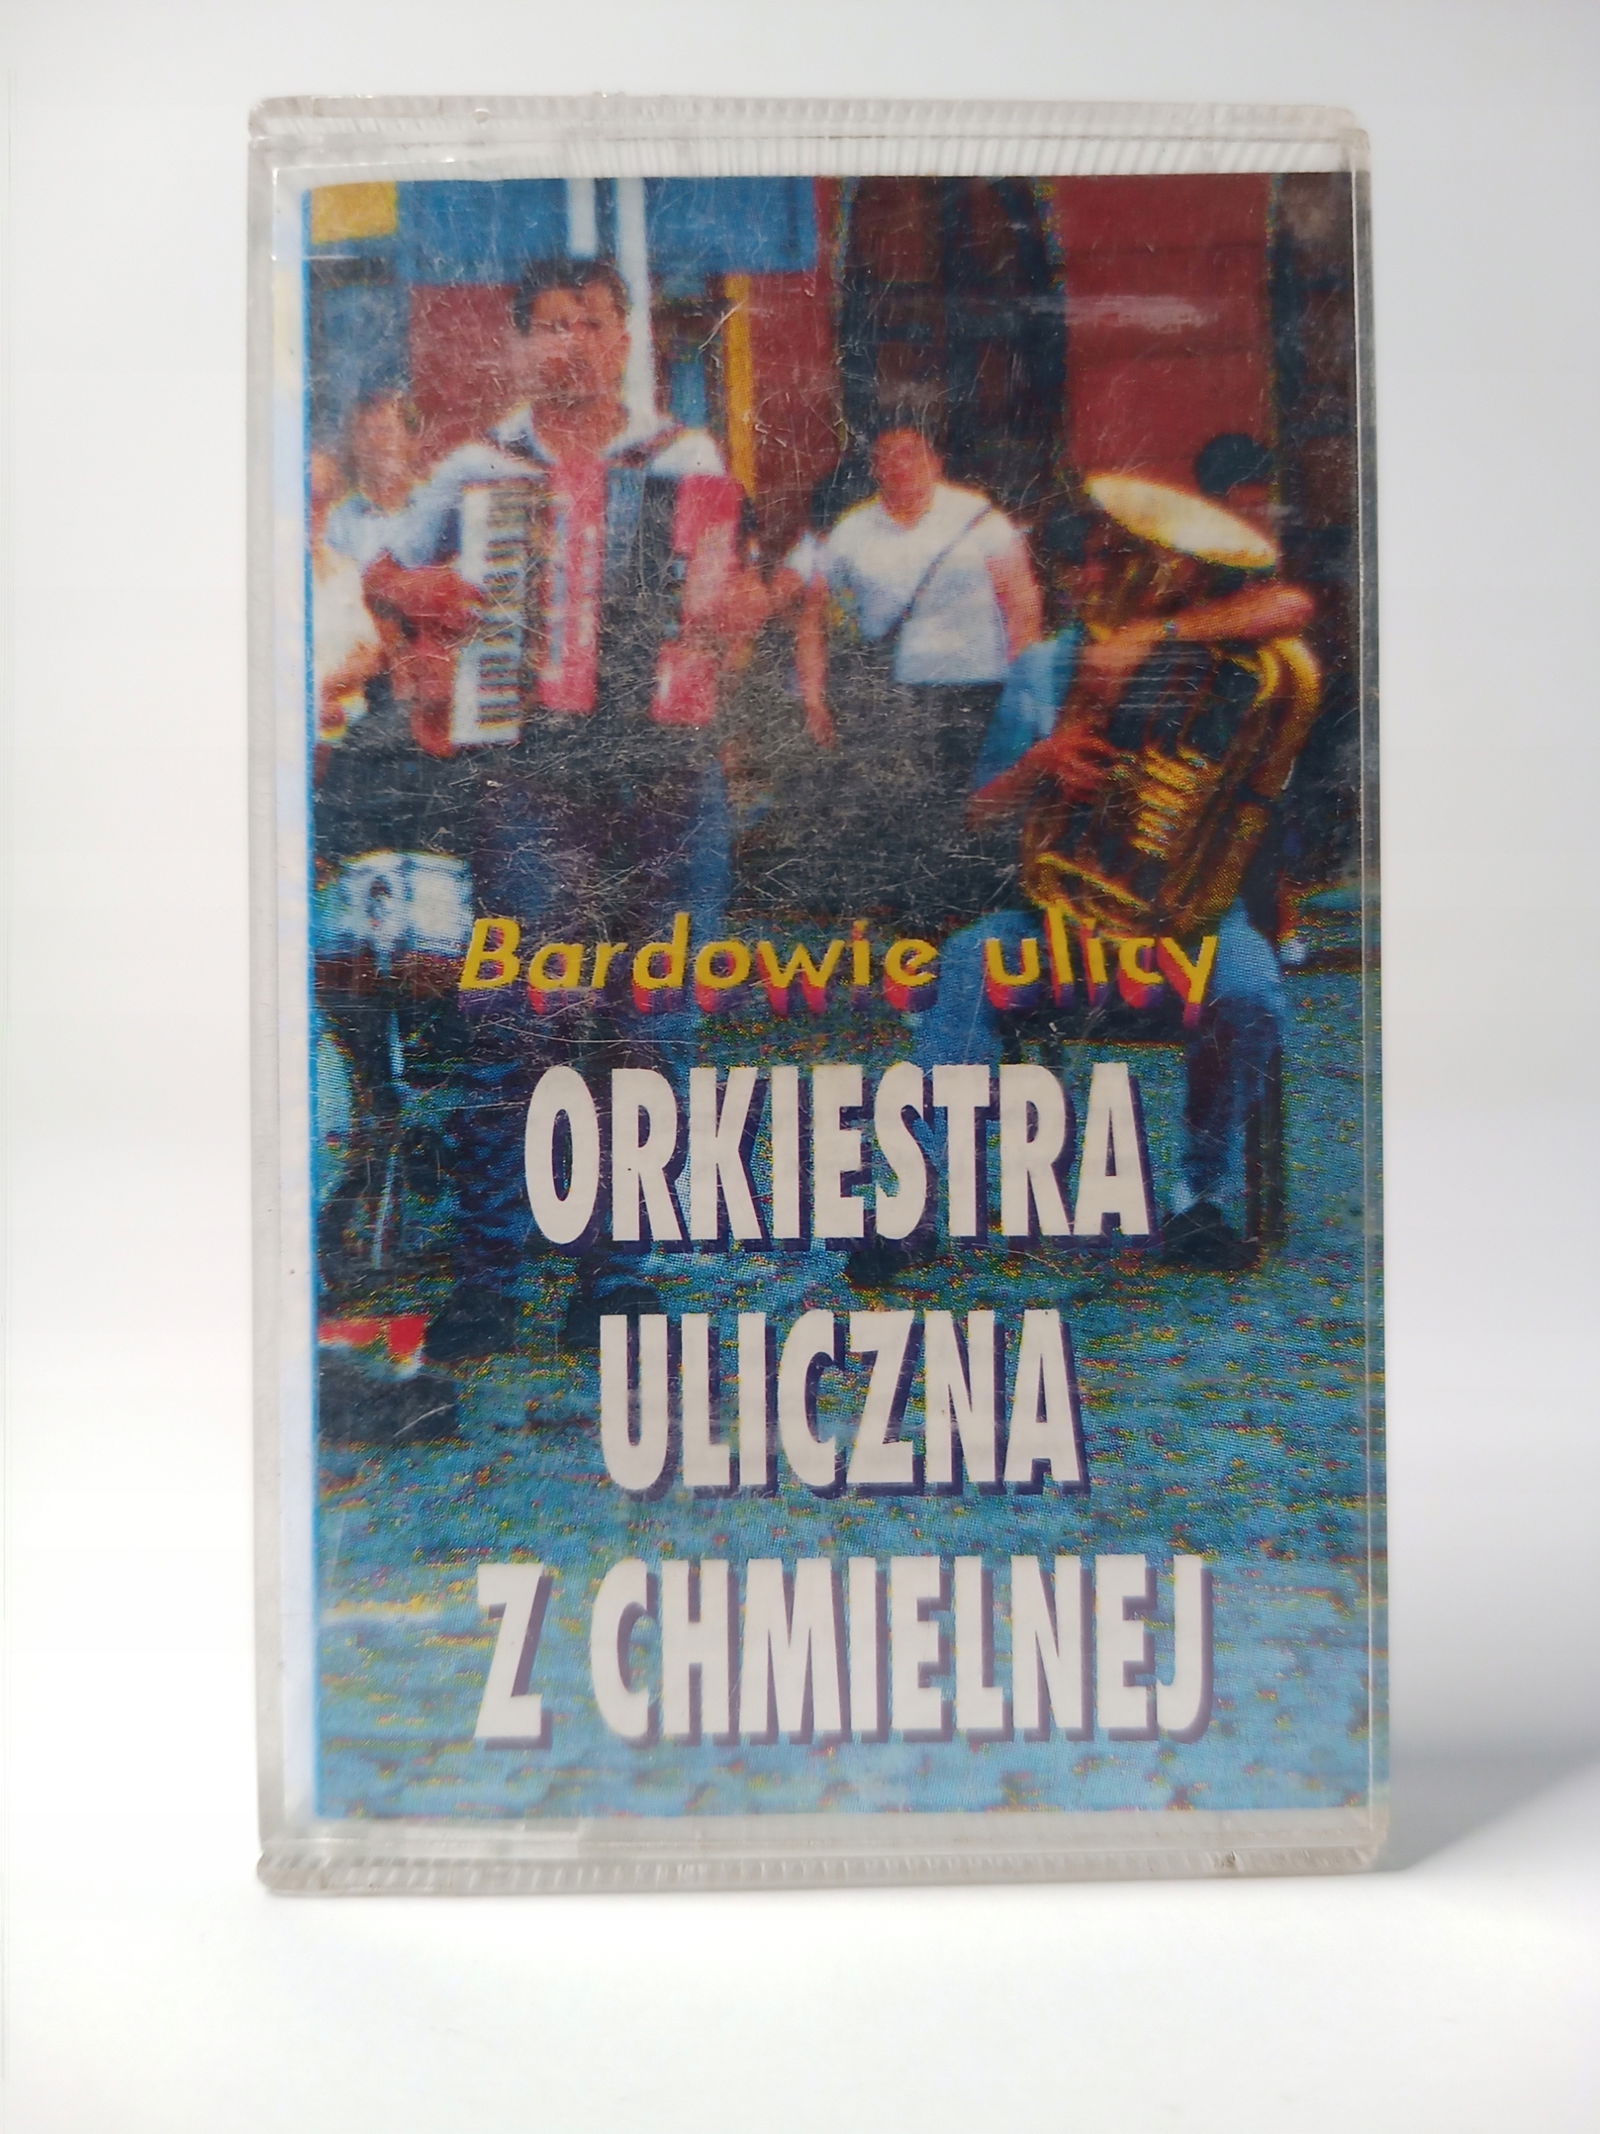 Bardowie ulicy
ORKIESTRA
ULICZNA
Z CHMIELNEJ